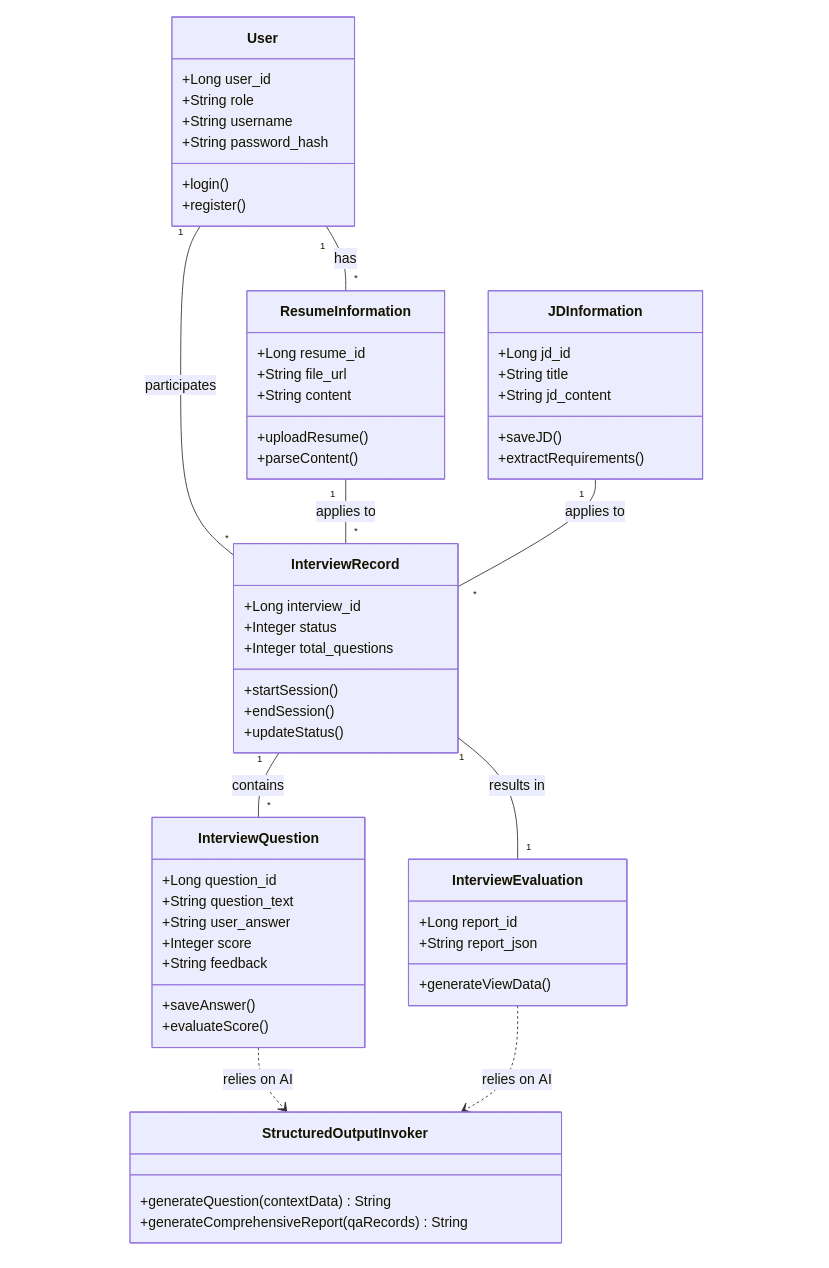 User
+Long user_id
+String role
+String username
+String password_hash
+login()
+register()
1
1
has
*
ResumeInformation
+Long resume_id
+String file_url
+String content
+uploadResume()
+parseContent()
JDInformation
+Long jd_id
+String title
+String jd_content
+saveJD()
+extractRequirements()
participates
1
applies to
*
1
applies to
*
*
InterviewRecord
+Long interview_id
+Integer status
+Integer total_questions
+startSession()
+endSession()
+updateStatus()
1
contains
*
1
results in
1
InterviewQuestion
+Long question_id
+String question_text
+String user_answer
+Integer score
+String feedback
+saveAnswer()
+evaluateScore()
InterviewEvaluation
+Long report_id
+String report_json
+generateViewData()
relies on AI
relies on AI
StructuredOutputInvoker
+generateQuestion(contextData) : String
+generateComprehensiveReport(qaRecords) : String